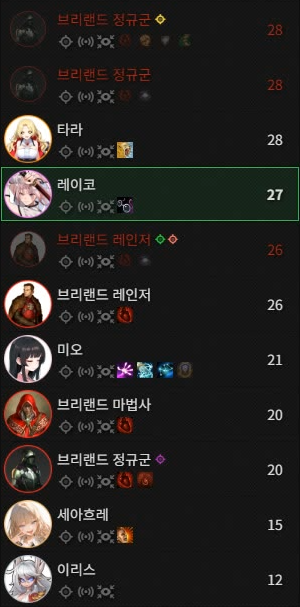 브리랜드 정규군 28
브리랜드 정규군 28
타라 28
레이코 27
브리랜드 레인저 26
브리랜드 레인저 26
미오 21
브리랜드 마법사 20
브리랜드 정규군 20
세아흐레 15
이리스 12